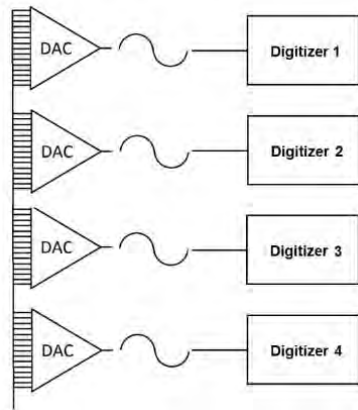 DAC
Digitizer 1
DAC
Digitizer 2
DAC
Digitizer 3
DAC
Digitizer 4